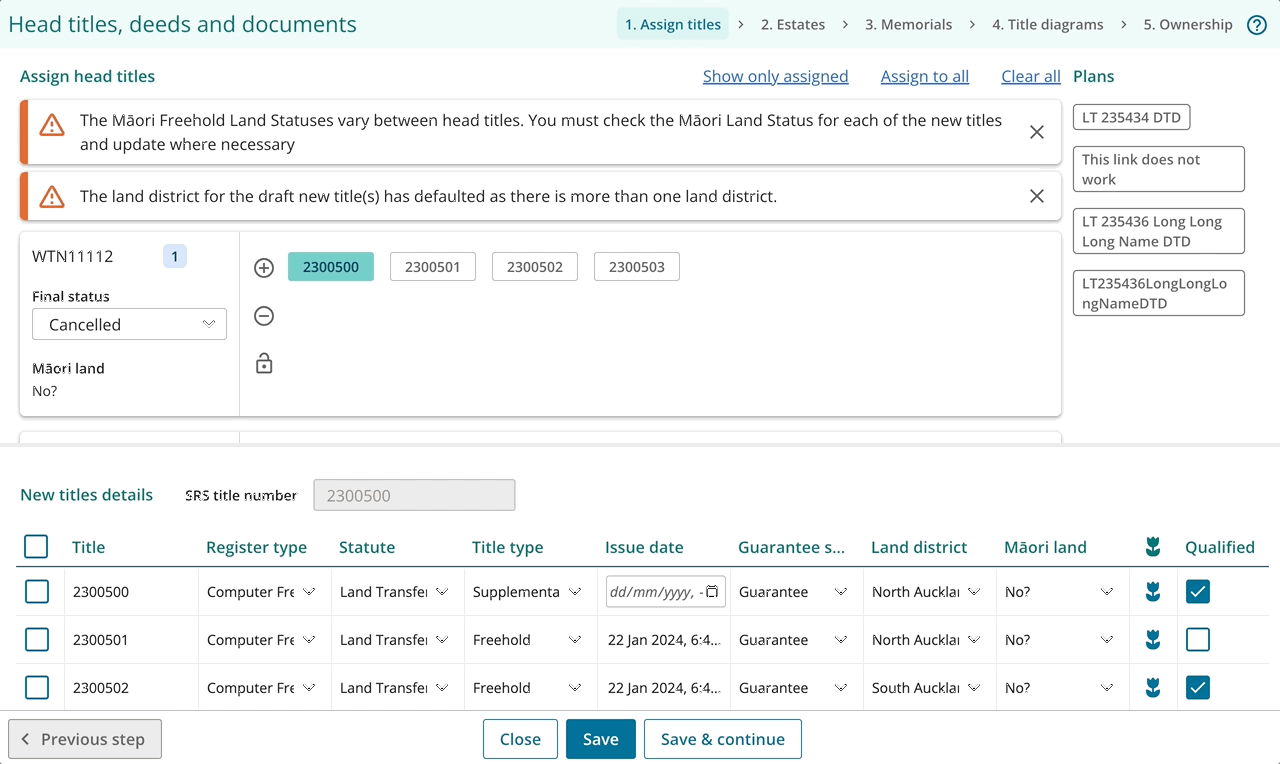 Head titles, deeds and documents
1. Assign titles > 2. Estates > 3. Memorials > 4. Title diagrams > 5. Ownership
Assign head titles
Show only assigned Assign to all Clear all
The Māori Freehold Land Statuses vary between head titles. You must check the Māori Land Status for each of the new titles
and update where necessary
The land district for the draft new title(s) has defaulted as there is more than one land district.
WTN11112 1
Final status
Cancelled
Māori land
No?
2300500 2300501 2300502 2300503
Plans
LT 235434 DTD
This link does not
work
LT 235436 Long Long
Long Name DTD
LT235436LongLongLo
ngNameDTD
New titles details SRS title number 2300500
Title Register type Statute Title type Issue date Guarantee s... Land district Māori land Qualified
2300500 Computer Fre Land Transfer Supplementa dd/mm/yyyy, - Guarantee North Aucklar No?
2300501 Computer Fre Land Transfer Freehold 22 Jan 2024, 6:4... Guarantee North Aucklar No?
2300502 Computer Fre Land Transfer Freehold 22 Jan 2024, 6:4... Guarantee South Aucklar No?
Previous step Close Save Save & continue